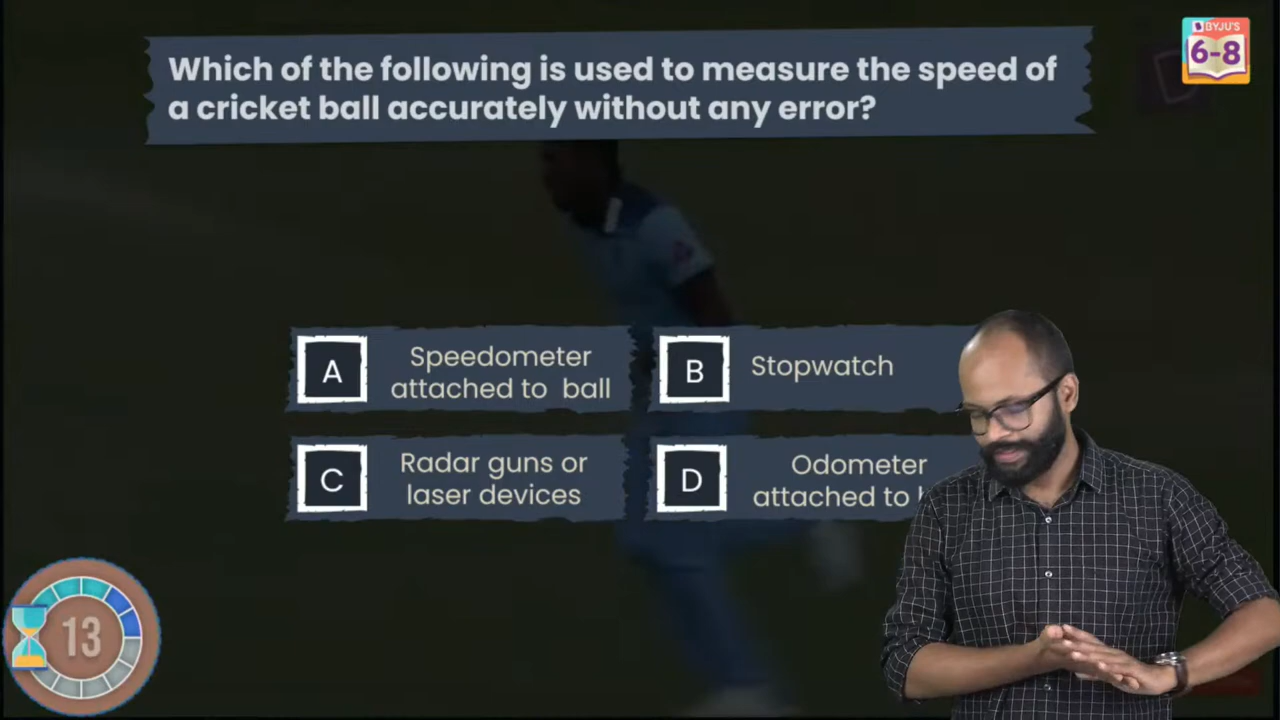 BYJU'S
6-8
Which of the following is used to measure the speed of
a cricket ball accurately without any error?
A
Speedometer
attached to ball
B
Stopwatch
C
Radar guns or
laser devices
D
Odometer
attached to
13